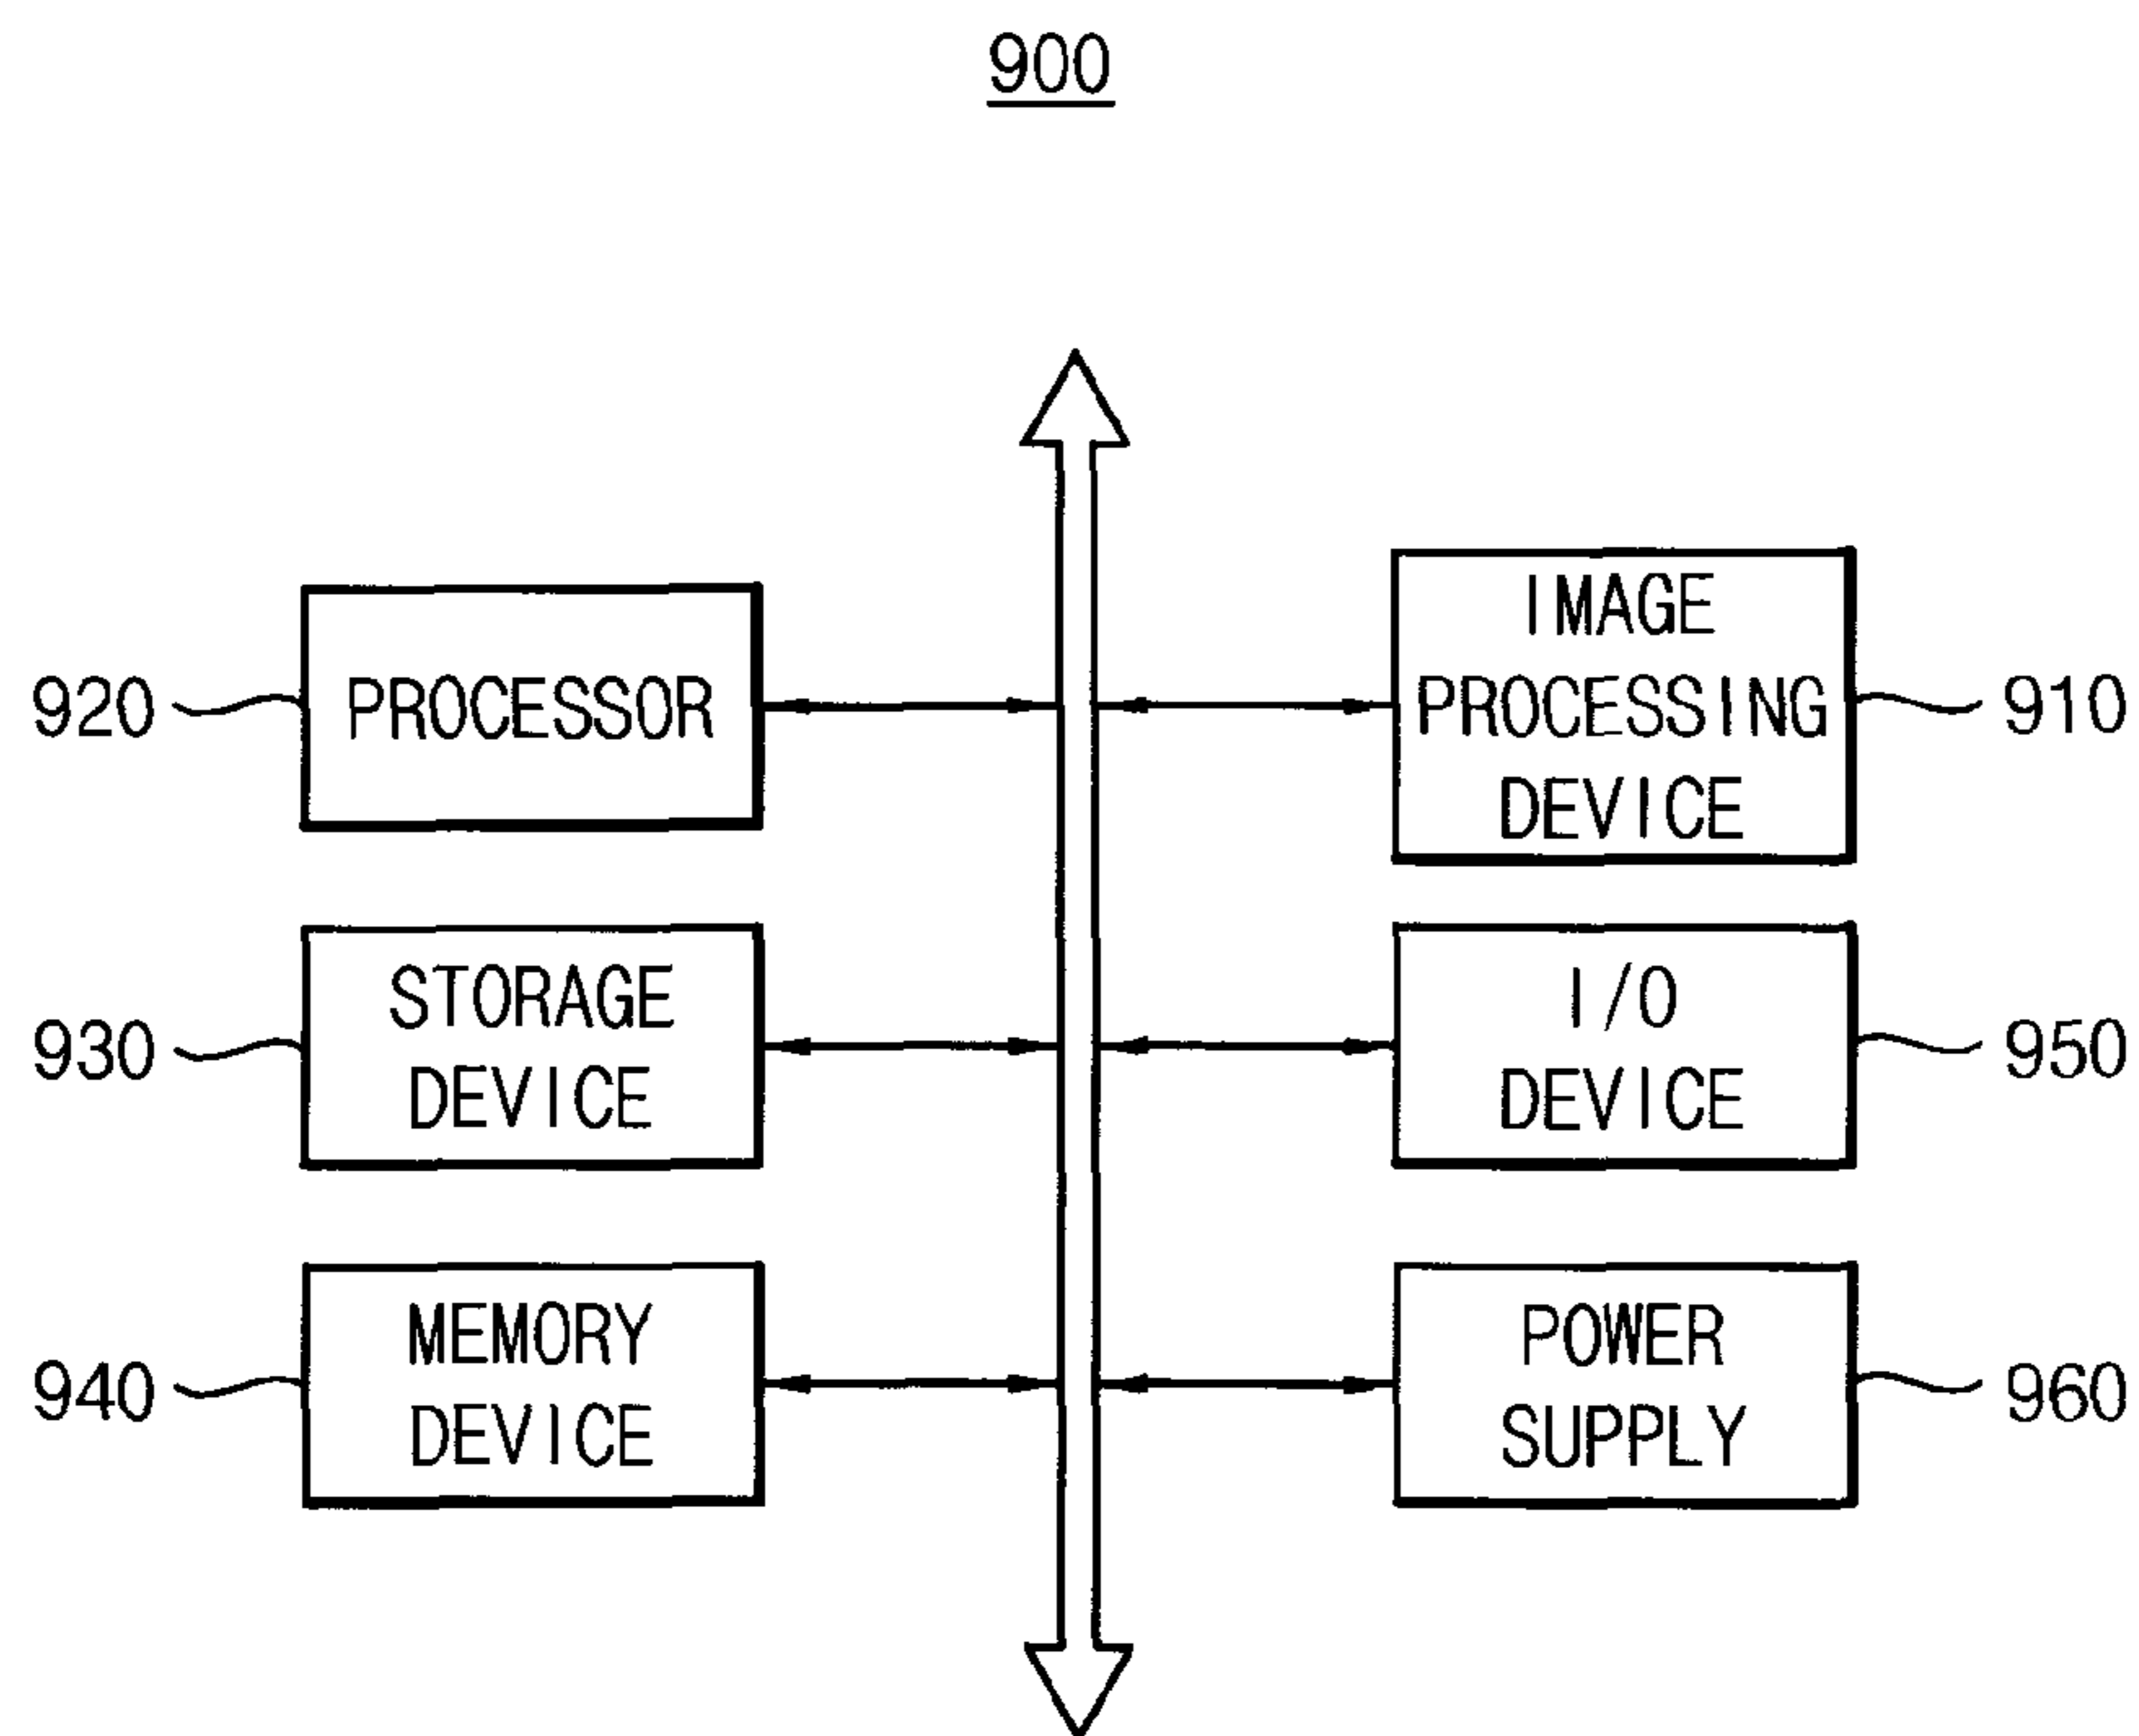 900
920
PROCESSOR
IMAGE
PROCESSING
DEVICE
910
930
STORAGE
DEVICE
I/O
DEVICE
950
940
MEMORY
DEVICE
POWER
SUPPLY
960